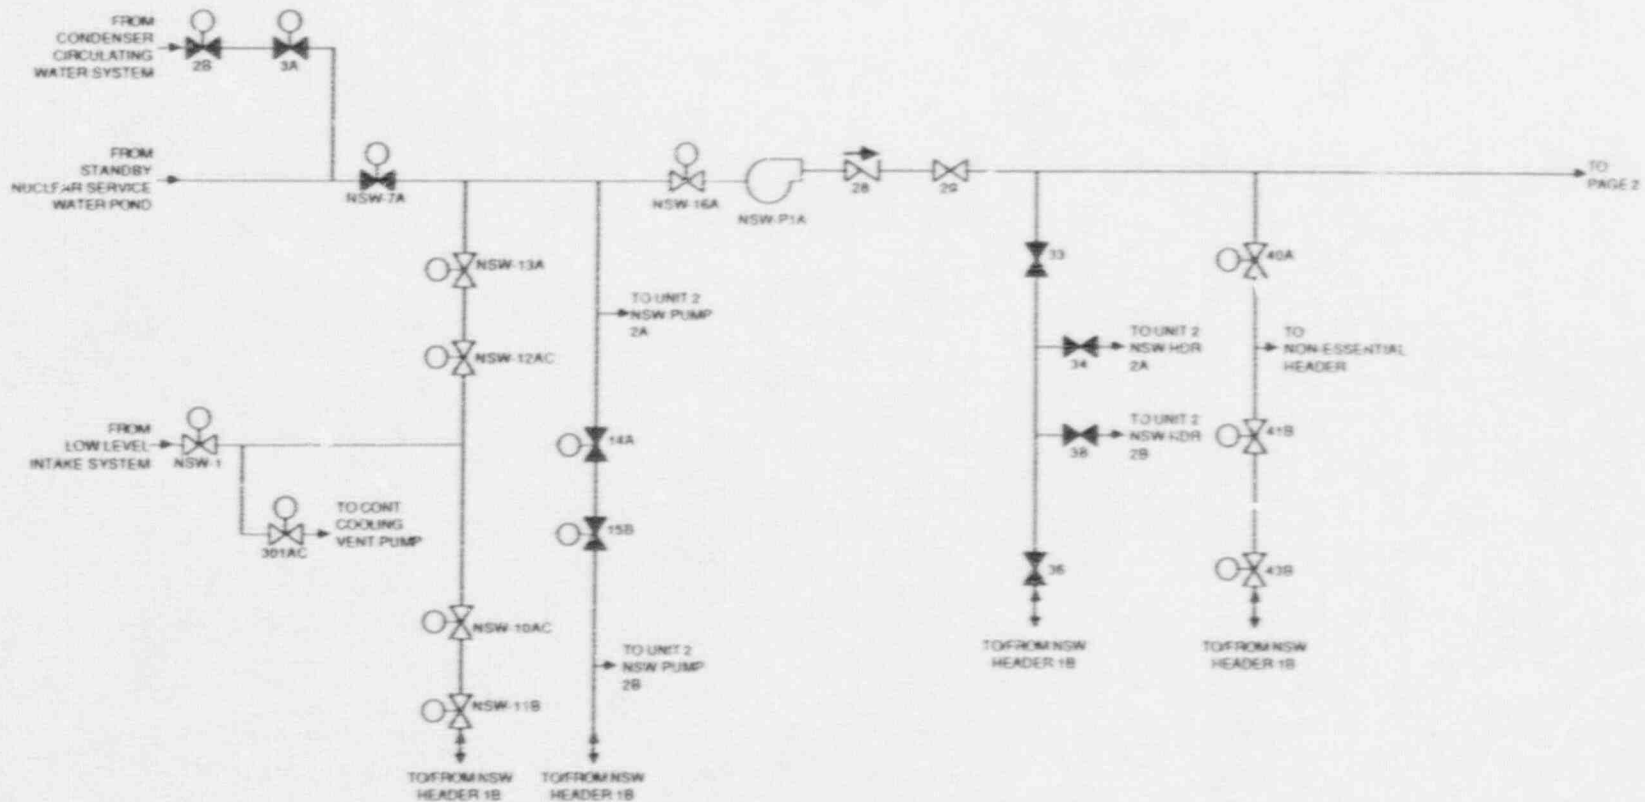 FROM
CONDENSER
CIRCULATING
WATER SYSTEM
2B
3A
FROM
STANDBY
NUCLEAR SERVICE
WATER POND
NSW-7A
NSW-16A
NSW-P1A
28
29
TO
PAGE 2
NSW-13A
NSW-12AC
TO UNIT 2
NSW PUMP
2A
33
40A
34
TO UNIT 2
NSW HDR
2A
TO
NON-ESSENTIAL
HEADER
FROM
LOW LEVEL
INTAKE SYSTEM
NSW-1
14A
38
TO UNIT 2
NSW HDR
2B
41B
301AC
TO CONT
COOLING
VENT PUMP
15B
36
43B
NSW-10AC
NSW-11B
TO UNIT 2
NSW PUMP
2B
TO/FROM NSW
HEADER 1B
TO/FROM NSW
HEADER 1B
TO/FROM NSW
HEADER 1B
TO/FROM NSW
HEADER 1B